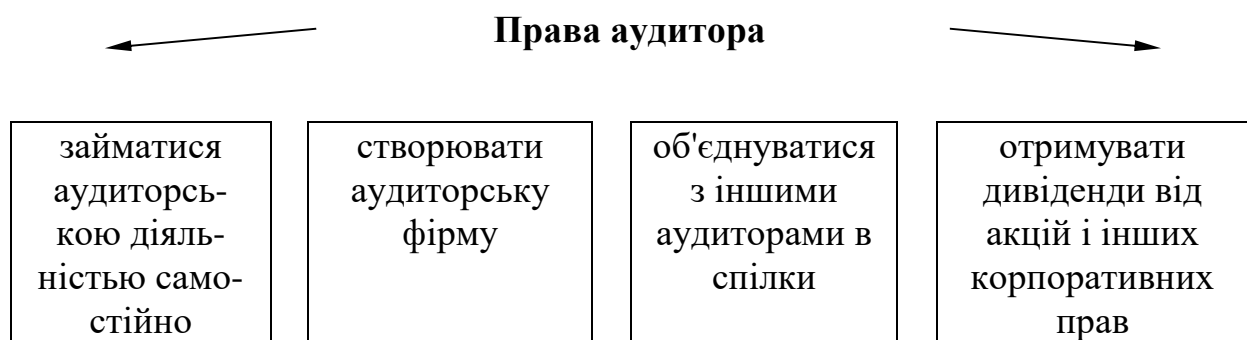 Права аудитора
займатися
аудиторсь-
кою діяль-
ністью само-
стійно
створювати
аудиторську
фірму
об'єднуватися
з іншими
аудиторами в
спілки
отримувати
дивіденди від
акцій і інших
корпоративних
прав